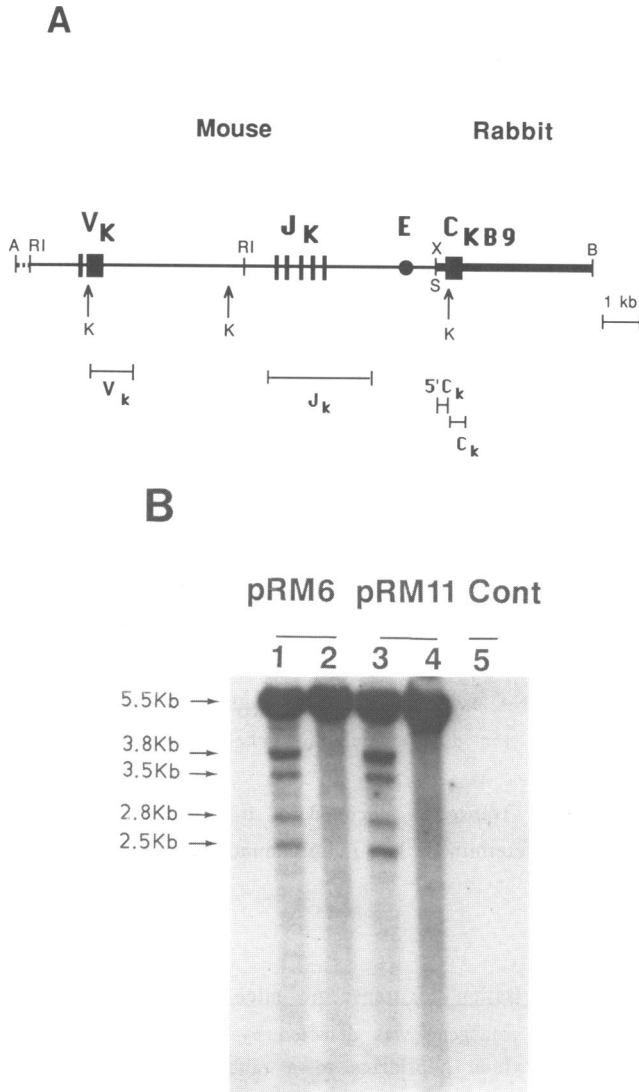 A
Mouse Rabbit
A RI VK RI JK E X CKB9 B
S
K K K
1 kb
Vk Jk 5'Ck
Ck
B
pRM6 pRM11 Cont
1 2 3 4 5
5.5Kb
3.8Kb
3.5Kb
2.8Kb
2.5Kb